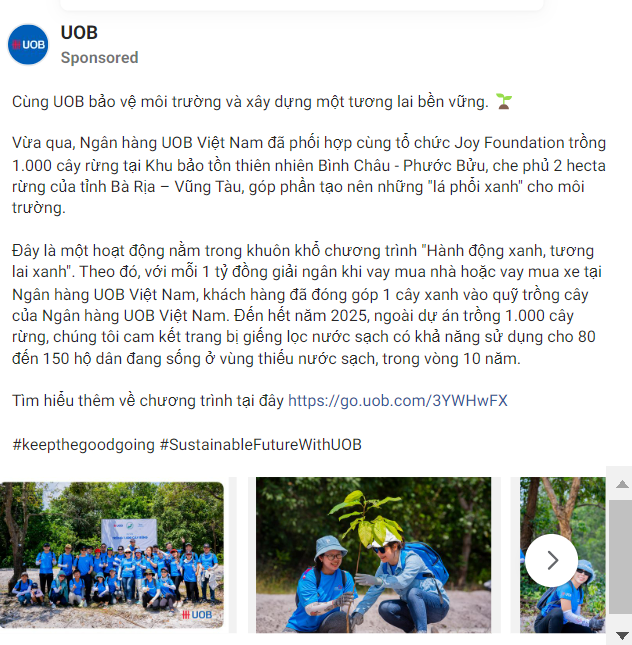 UOB
UOB
Sponsored
Cùng UOB bảo vệ môi trường và xây dựng một tương lai bền vững. 🌱
Vừa qua, Ngân hàng UOB Việt Nam đã phối hợp cùng tổ chức Joy Foundation trồng
1.000 cây rừng tại Khu bảo tồn thiên nhiên Bình Châu - Phước Bửu, che phủ 2 hecta
rừng của tỉnh Bà Rịa – Vũng Tàu, góp phần tạo nên những "lá phổi xanh" cho môi
trường.
Đây là một hoạt động nằm trong khuôn khổ chương trình "Hành động xanh, tương
lai xanh". Theo đó, với mỗi 1 tỷ đồng giải ngân khi vay mua nhà hoặc vay mua xe tại
Ngân hàng UOB Việt Nam, khách hàng đã đóng góp 1 cây xanh vào quỹ trồng cây
của Ngân hàng UOB Việt Nam. Đến hết năm 2025, ngoài dự án trồng 1.000 cây
rừng, chúng tôi cam kết trang bị giếng lọc nước sạch có khả năng sử dụng cho 80
đến 150 hộ dân đang sống ở vùng thiếu nước sạch, trong vòng 10 năm.
Tìm hiểu thêm về chương trình tại đây https://go.uob.com/3YWHwFX
#keepthegoodgoing #SustainableFutureWithUOB
UOB